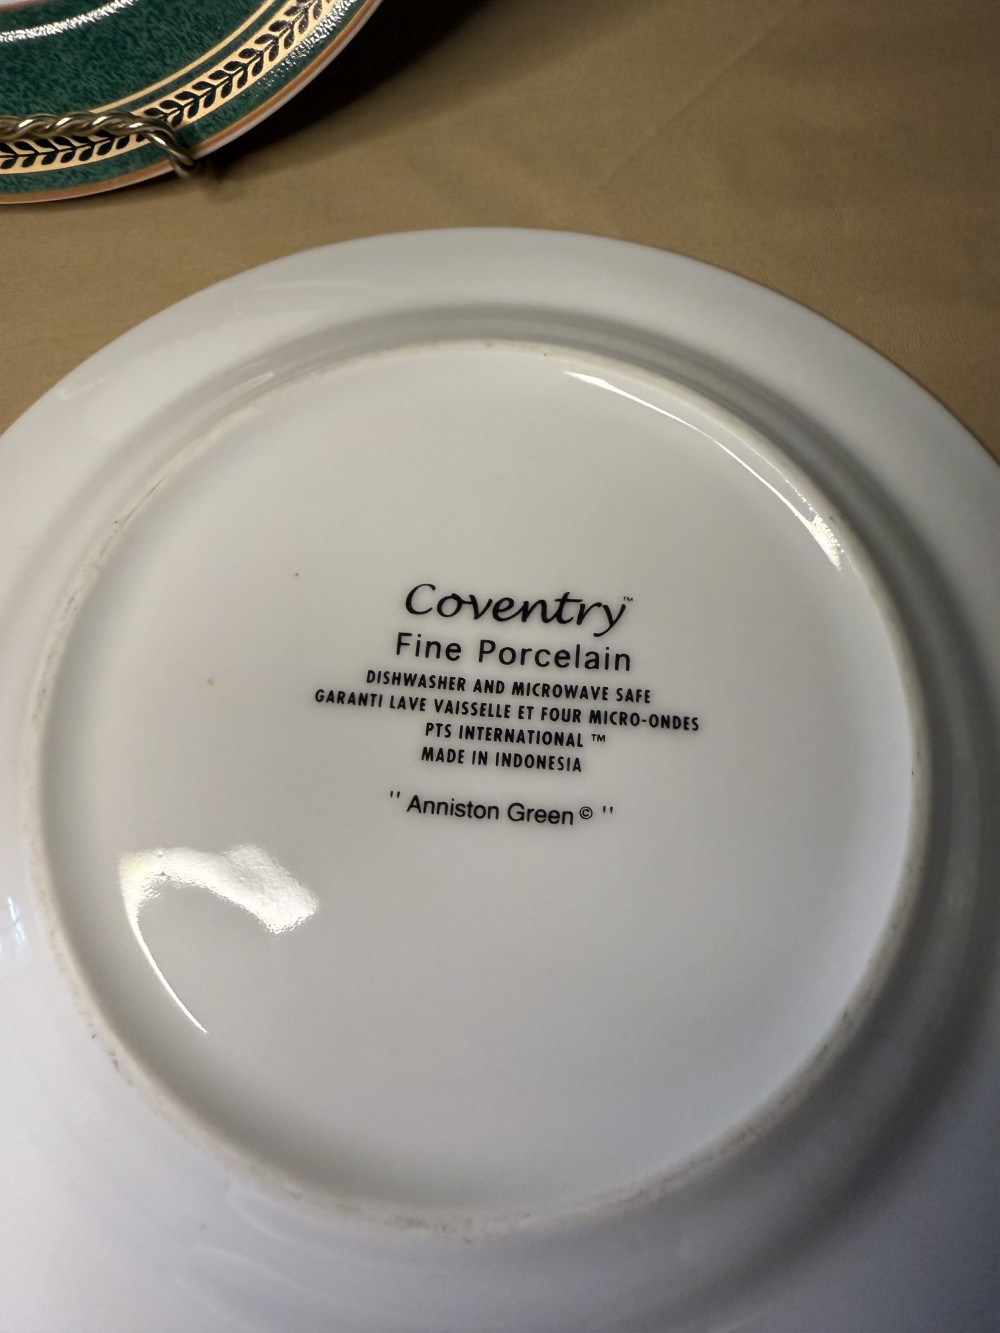 Coventry™
Fine Porcelain
DISHWASHER AND MICROWAVE SAFE
GARANTI LAVE VAISSELLE ET FOUR MICRO-ONDES
PTS INTERNATIONAL ™
MADE IN INDONESIA
" Anniston Green © "